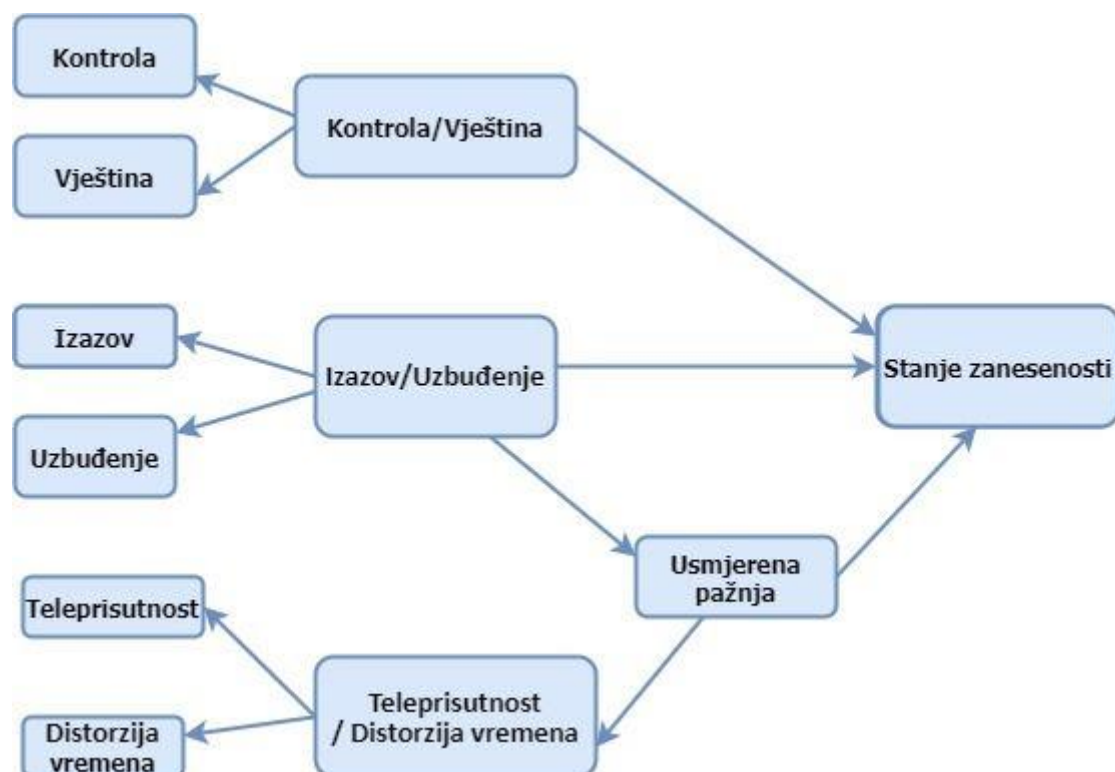 Kontrola
Kontrola/Vještina
Vještina
Izazov
Izazov/Uzbuđenje
Stanje zanesenosti
Uzbuđenje
Usmjerena
pažnja
Teleprisutnost
Teleprisutnost
/ Distorzija vremena
Distorzija
vremena